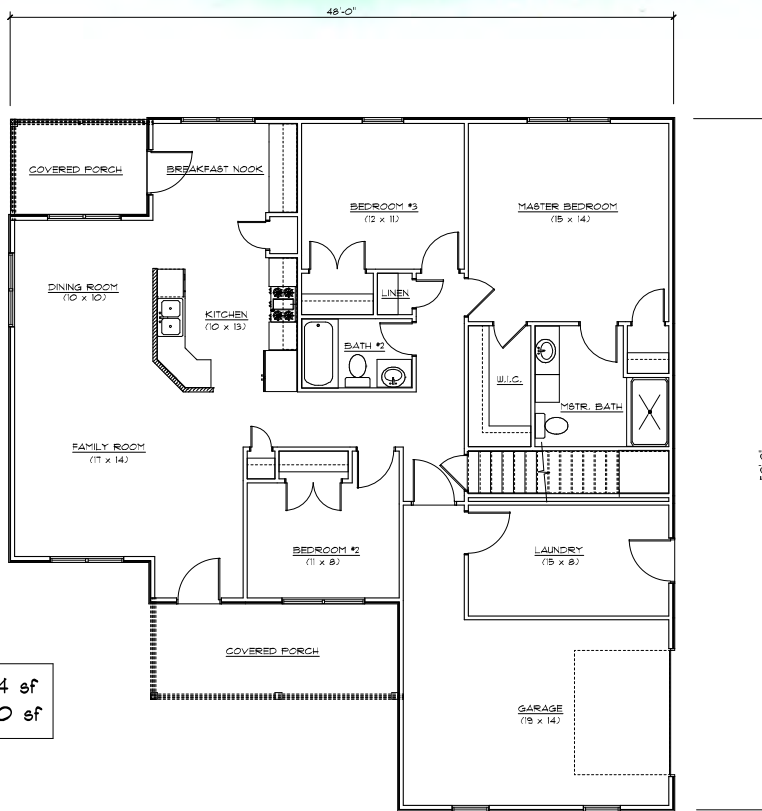 48'-0"
COVERED PORCH
BREAKFAST NOOK
BEDROOM #3
(12 x 11)
MASTER BEDROOM
(15 x 14)
DINING ROOM
(10 x 10)
LINEN
KITCHEN
(10 x 13)
BATH #2
W.I.C.
MSTR. BATH
FAMILY ROOM
(17 x 14)
BEDROOM #2
(11 x 8)
LAUNDRY
(15 x 8)
COVERED PORCH
4 sf
0 sf
GARAGE
(19 x 14)